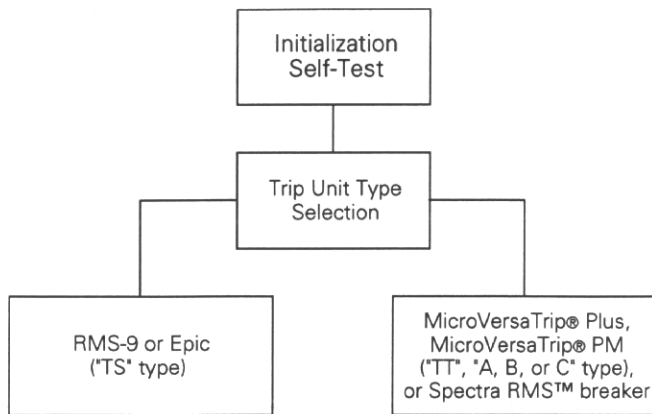 Initialization
Self-Test
Trip Unit Type
Selection
RMS-9 or Epic
("TS" type)
MicroVersaTrip® Plus,
MicroVersaTrip® PM
("TT", "A, B, or C" type),
or Spectra RMS™ breaker